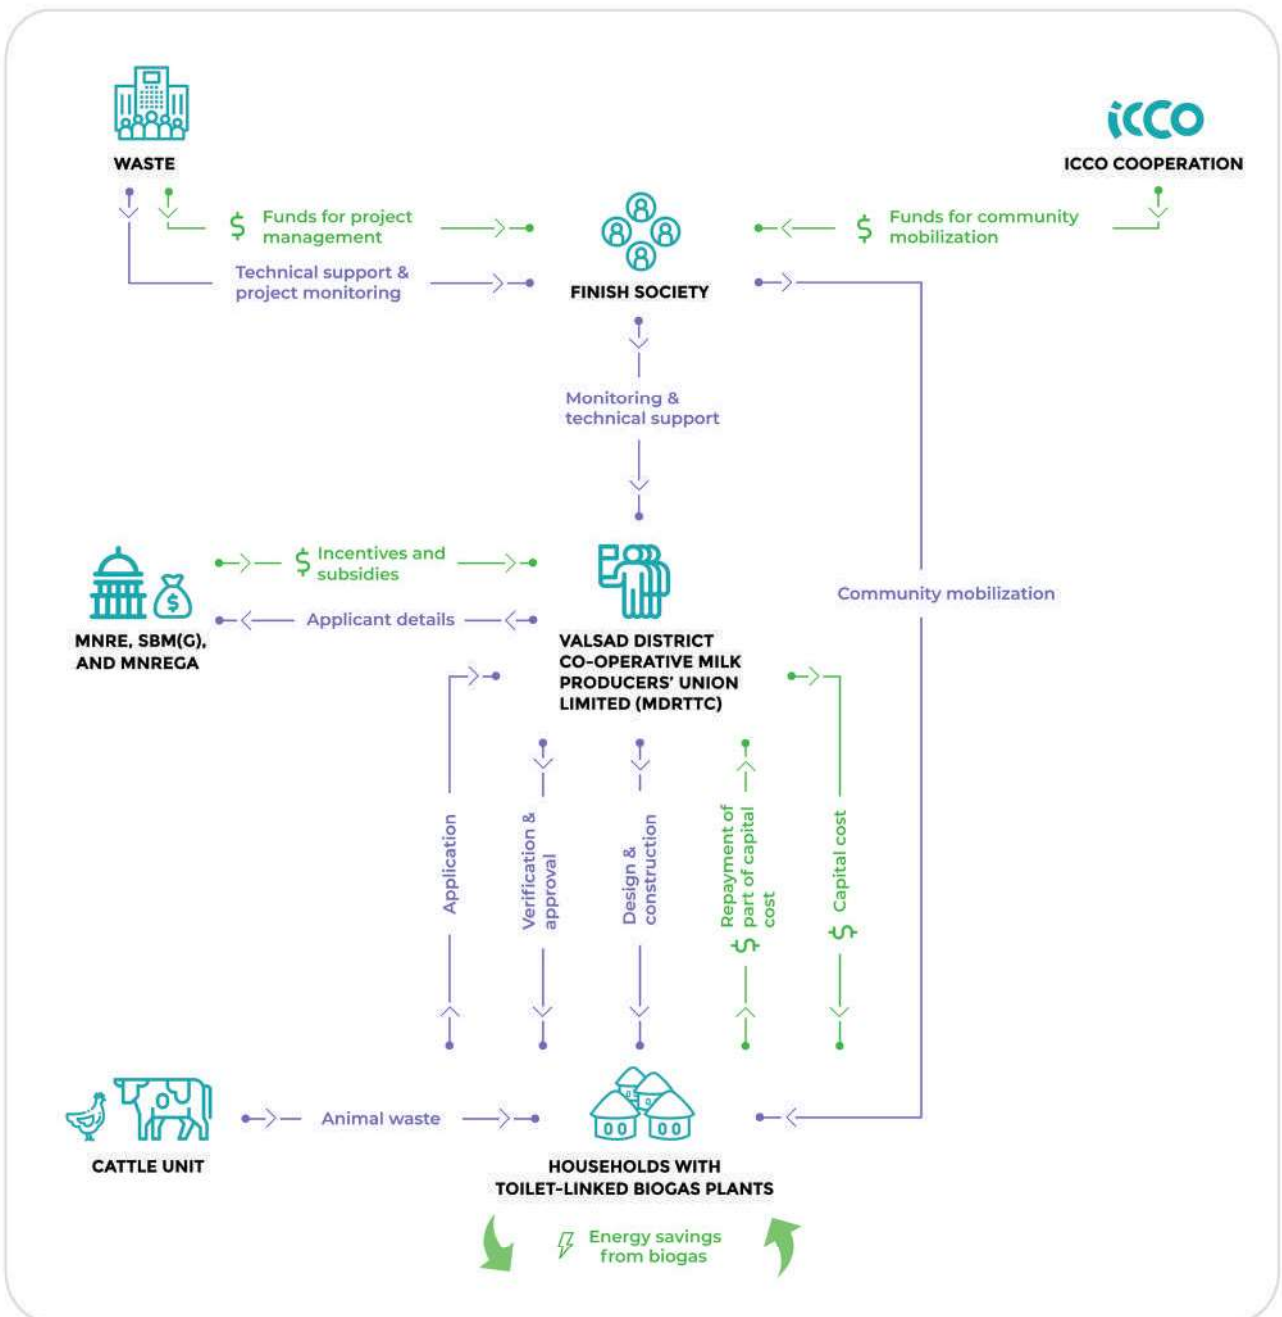 WASTE
icco
ICCO COOPERATION
$ Funds for project
management
$ Funds for community
mobilization
Technical support &
project monitoring
FINISH SOCIETY
Monitoring &
technical support
$ Incentives and
subsidies
Applicant details
$
MNRE, SBM(G),
AND MNREGA
VALSAD DISTRICT
CO-OPERATIVE MILK
PRODUCERS' UNION
LIMITED (MDRTTC)
Community mobilization
Application
Verification &
approval
Design &
construction
$ Repayment of
part of capital
cost
$ Capital cost
Animal waste
CATTLE UNIT
HOUSEHOLDS WITH
TOILET-LINKED BIOGAS PLANTS
Energy savings
from biogas